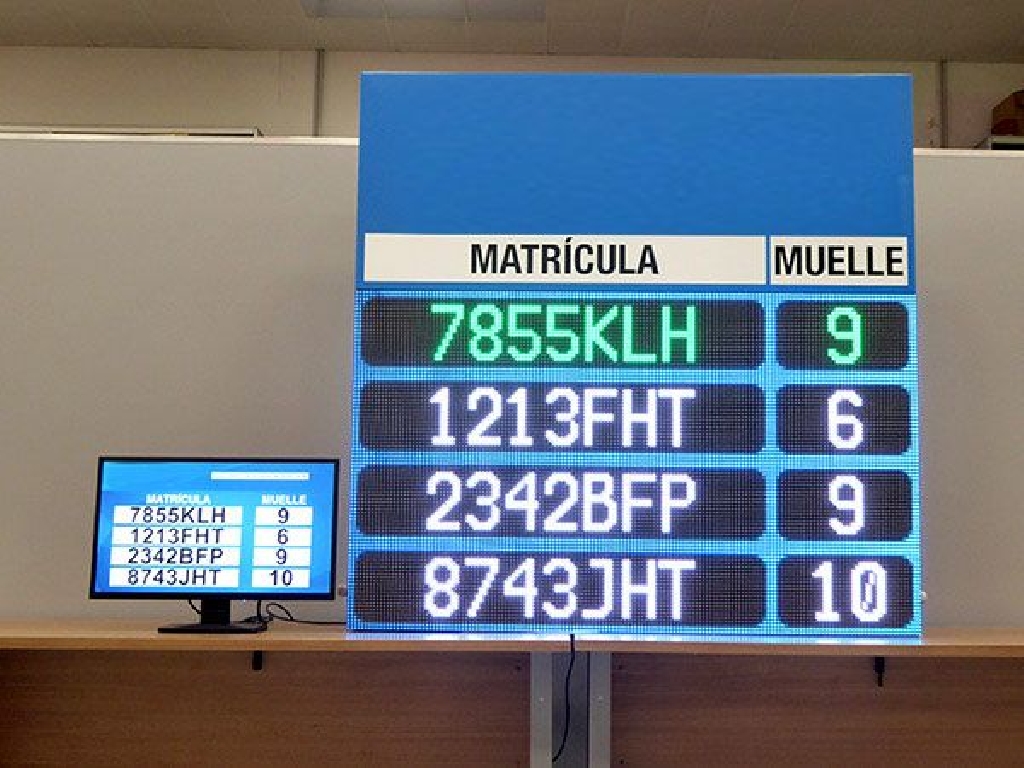 MATRÍCULA MUELLE
7855KLH 9
1213FHT 6
2342BFP 9
8743JHT 10
MATRÍCULA MUELLE
7855KLH 9
1213FHT 6
2342BFP 9
8743JHT 10